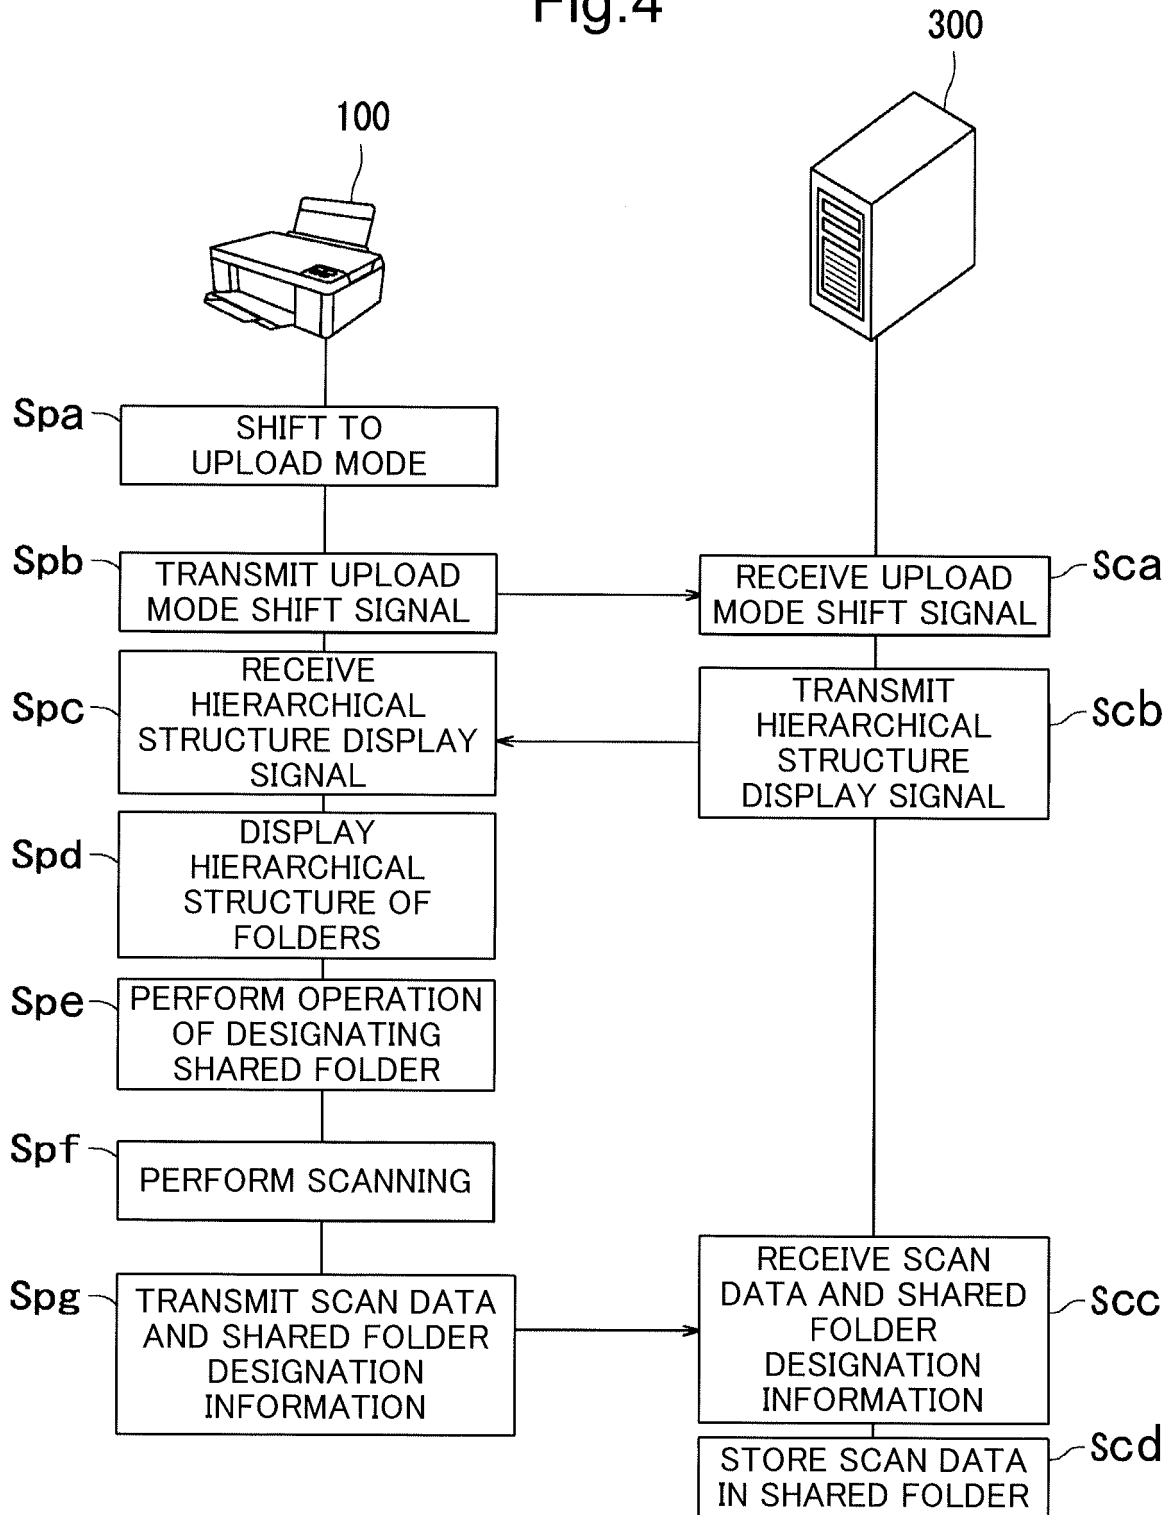 Fig.4
300
100
Spa
SHIFT TO
UPLOAD MODE
Spb
TRANSMIT UPLOAD
MODE SHIFT SIGNAL
RECEIVE UPLOAD
MODE SHIFT SIGNAL
Sca
Spc
RECEIVE
HIERARCHICAL
STRUCTURE DISPLAY
SIGNAL
TRANSMIT
HIERARCHICAL
STRUCTURE
DISPLAY SIGNAL
Scb
Spd
DISPLAY
HIERARCHICAL
STRUCTURE OF
FOLDERS
Spe
PERFORM OPERATION
OF DESIGNATING
SHARED FOLDER
Spf
PERFORM SCANNING
Spg
TRANSMIT SCAN DATA
AND SHARED FOLDER
DESIGNATION
INFORMATION
RECEIVE SCAN
DATA AND SHARED
FOLDER
DESIGNATION
INFORMATION
Scc
STORE SCAN DATA
IN SHARED FOLDER
Scd